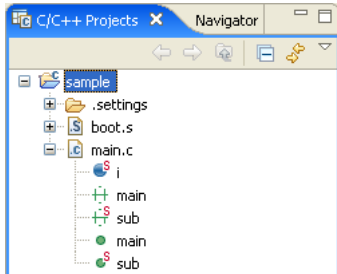 C/C++ Projects Navigator
sample
.settings
boot.s
main.c
i
main
sub
main
sub